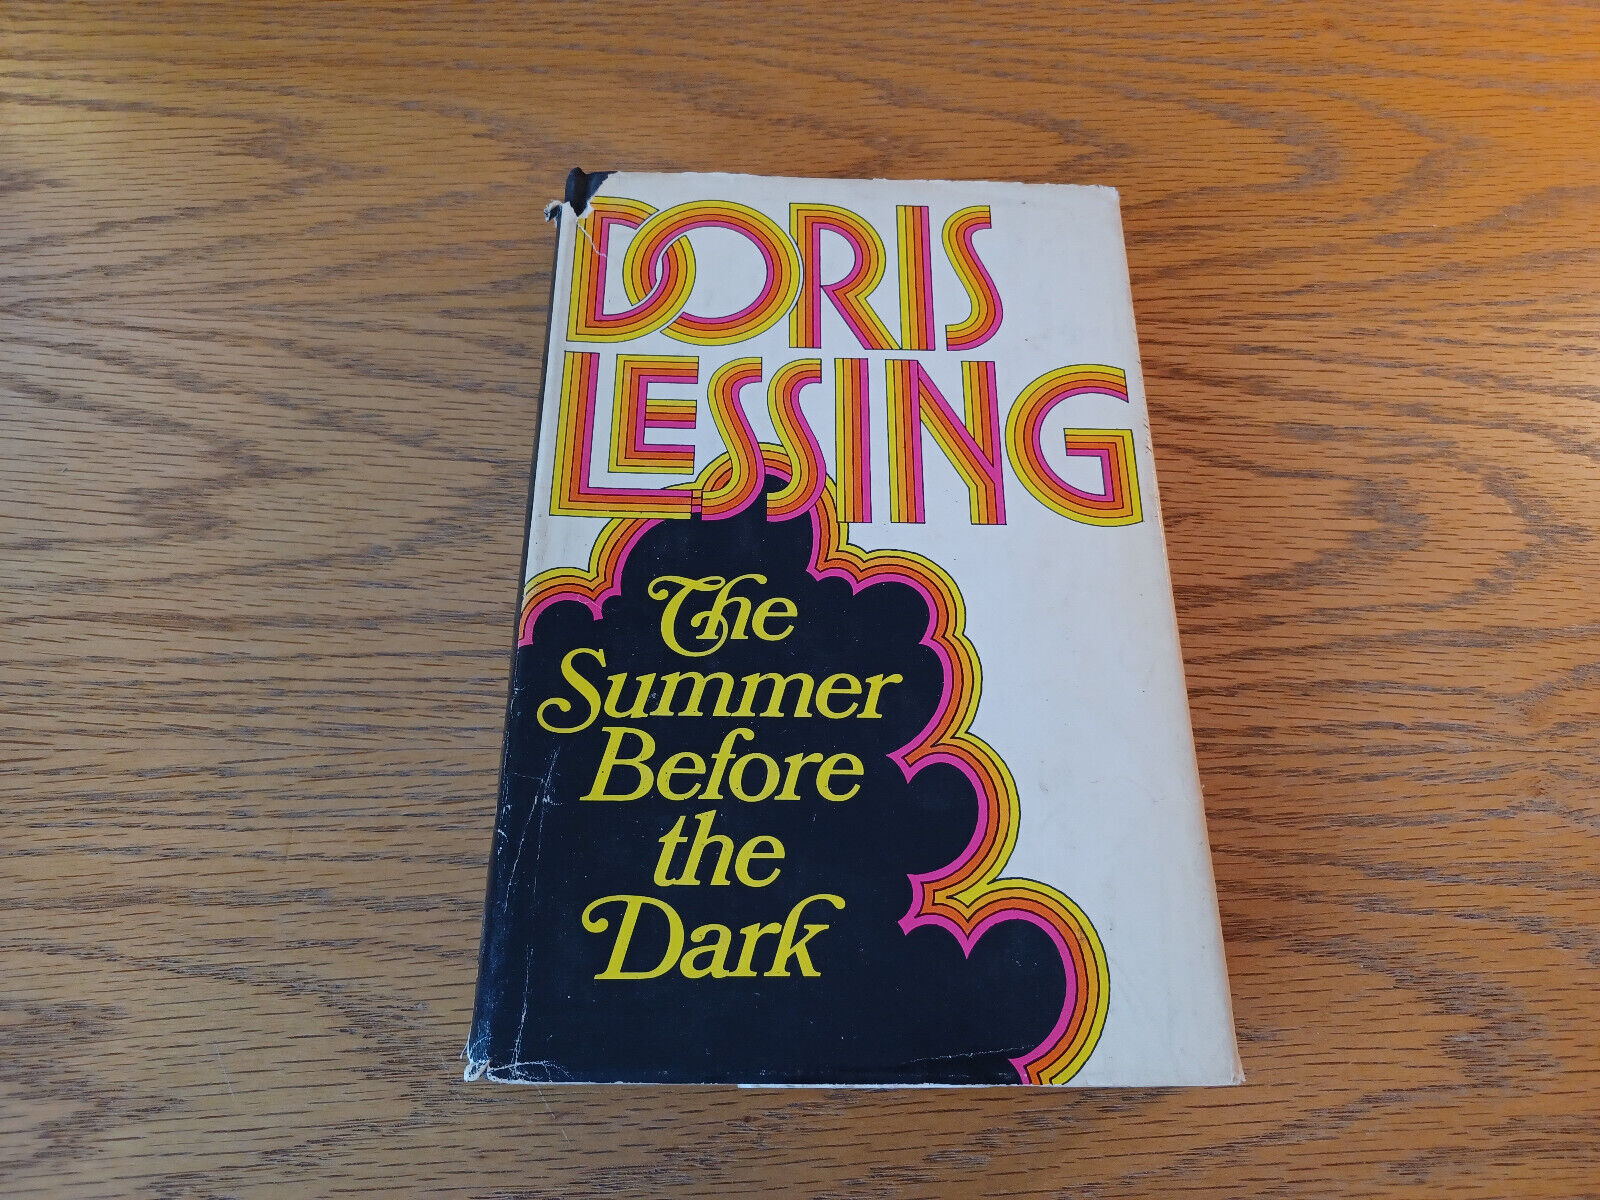 DORIS
LESSING
The
Summer
Before
the
Dark